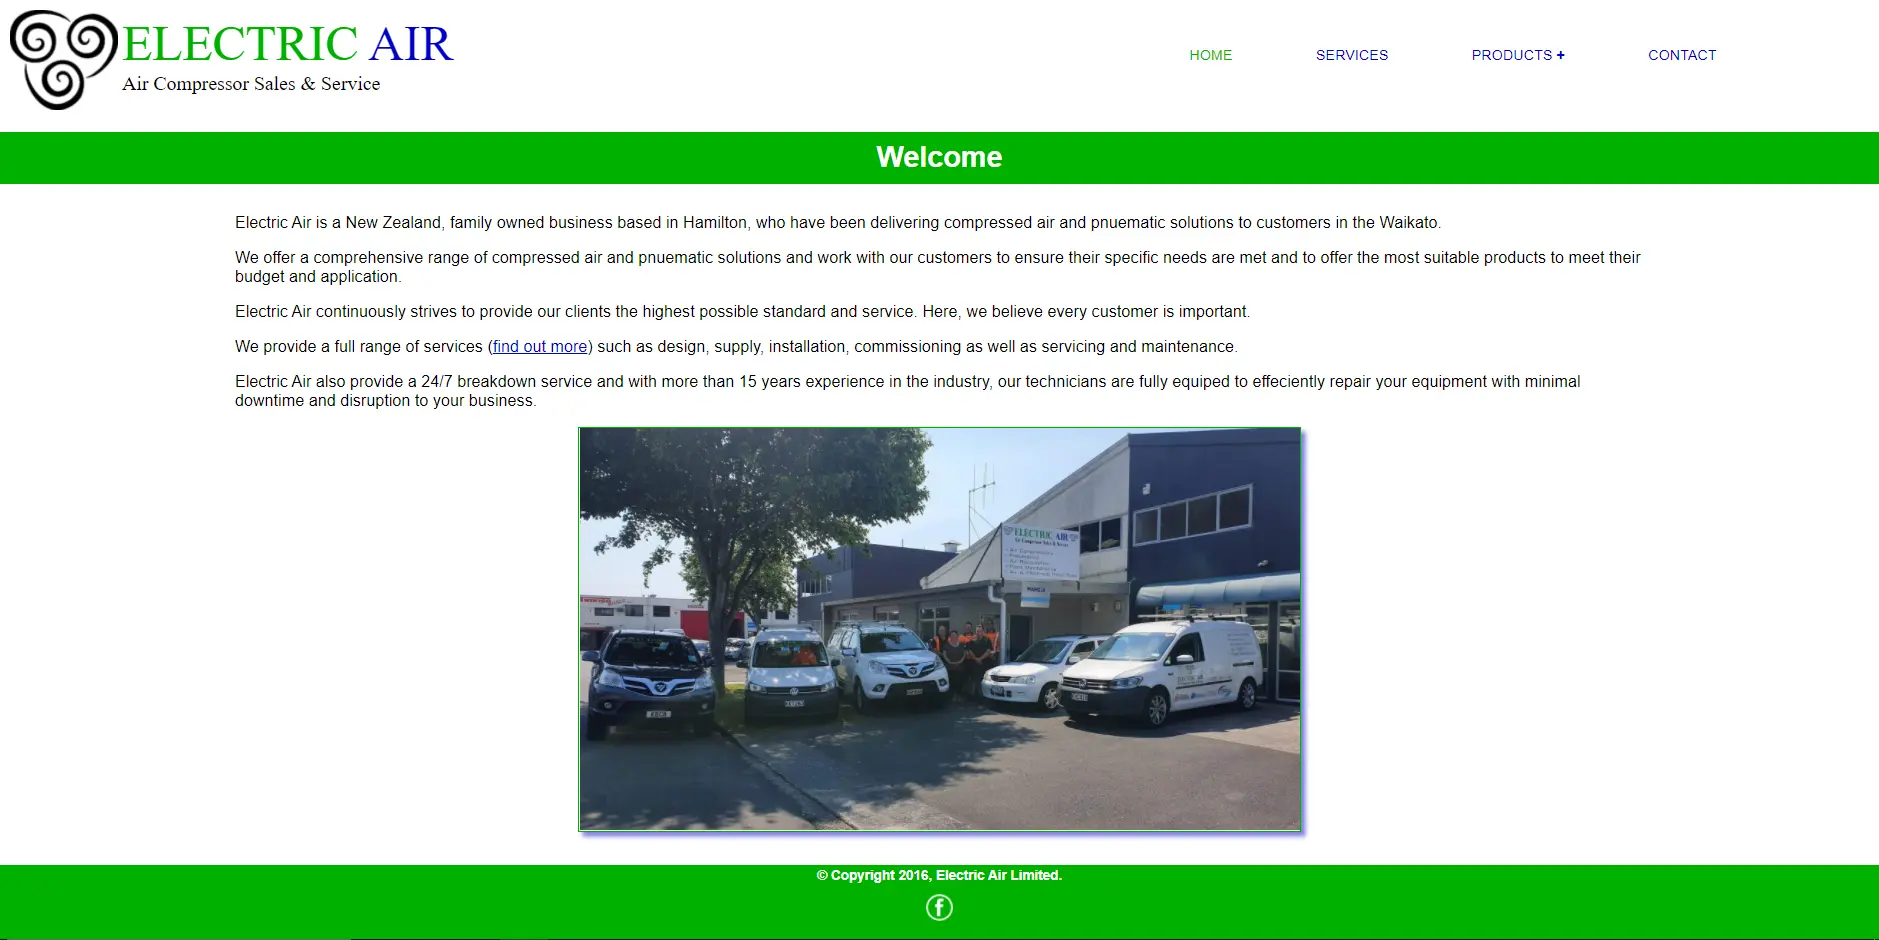 ELECTRIC AIR
Air Compressor Sales & Service
HOME
SERVICES
PRODUCTS +
CONTACT
Welcome
Electric Air is a New Zealand, family owned business based in Hamilton, who have been delivering compressed air and pnuematic solutions to customers in the Waikato.
We offer a comprehensive range of compressed air and pnuematic solutions and work with our customers to ensure their specific needs are met and to offer the most suitable products to meet their
budget and application.
Electric Air continuously strives to provide our clients the highest possible standard and service. Here, we believe every customer is important.
We provide a full range of services (find out more) such as design, supply, installation, commissioning as well as servicing and maintenance.
Electric Air also provide a 24/7 breakdown service and with more than 15 years experience in the industry, our technicians are fully equiped to effeciently repair your equipment with minimal
downtime and disruption to your business.
ELECTRIC AIR
Air Compressor Sales & Service
© Copyright 2016, Electric Air Limited.